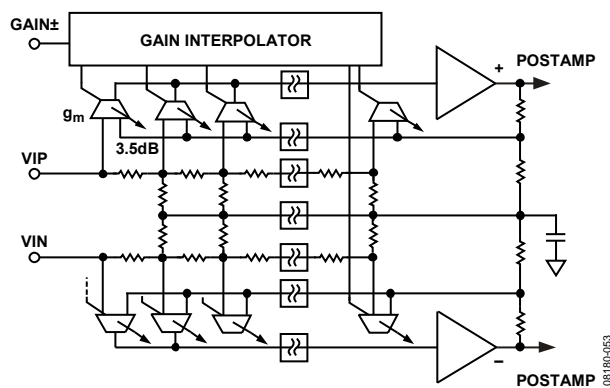 GAIN±
GAIN INTERPOLATOR
+
POSTAMP
gm
3.5dB
VIP
VIN
−
POSTAMP
08180-053